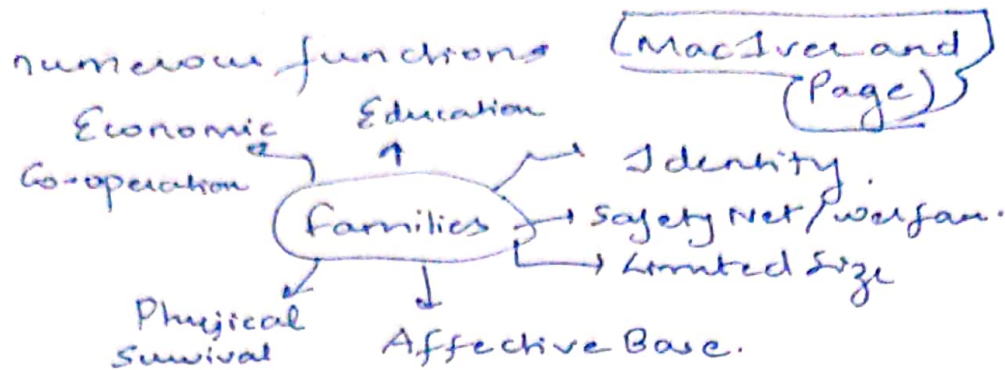 numerous functions
(MacIver and
Page)
Economic
Co-operation
Education
Identity.
families
Safety Net/welfare.
Limited Size
Physical
Survival
Affective Base.